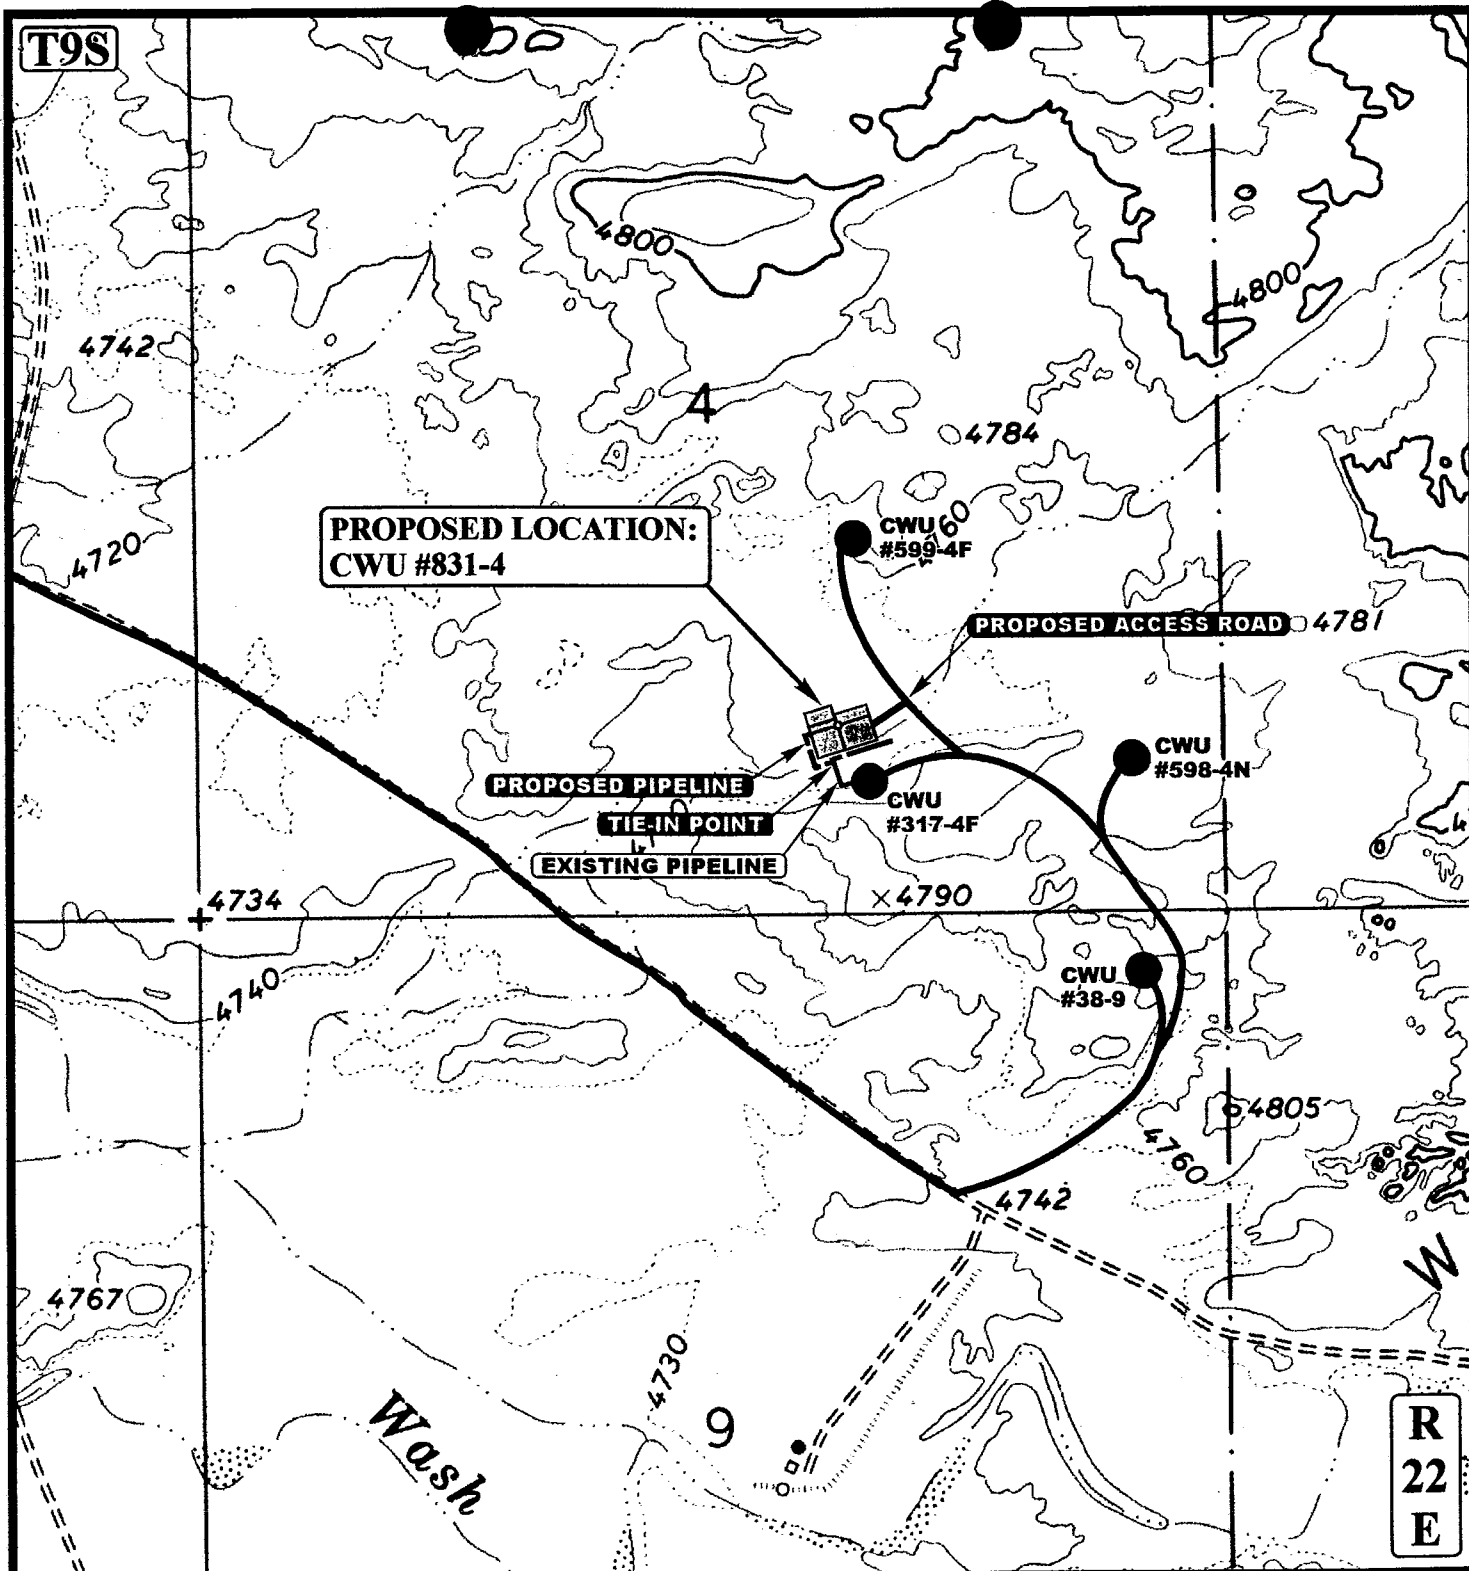 T9S
4800
4800
4742
4
4784
PROPOSED LOCATION:
CWU #831-4
CWU
#599-4F
4760
4720
PROPOSED ACCESS ROAD
4781
CWU
#598-4N
PROPOSED PIPELINE
CWU
#317-4F
TIE-IN POINT
EXISTING PIPELINE
4734
4790
4740
CWU
#38-9
4805
4760
4742
4767
4730
9
Wash
W
R
22
E